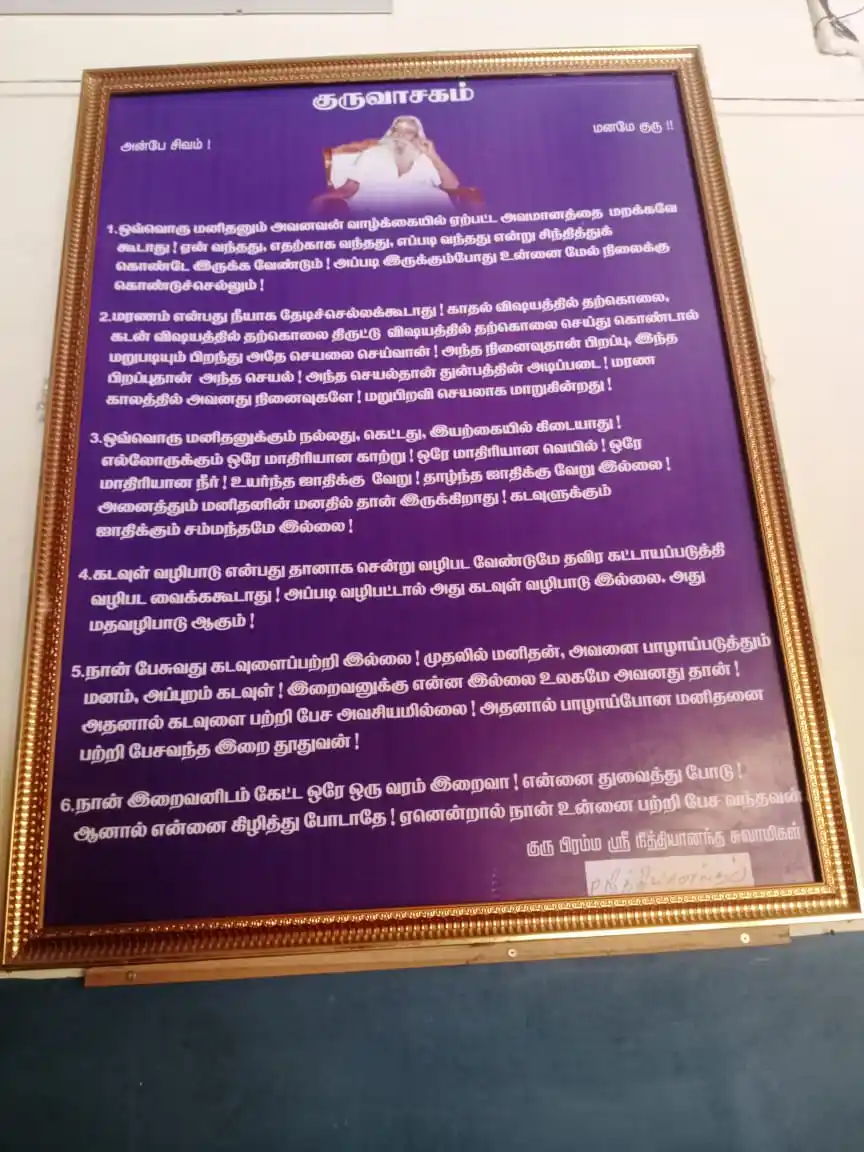 குருவாசகம்
அன்பே சிவம் !
மனமே குரு !!
1.ஒவ்வொரு மனிதனும் அவனவன் வாழ்க்கையில் ஏற்பட்ட அவமானத்தை மறக்கவே
கூடாது ! ஏன் வந்தது, எதற்காக வந்தது, எப்படி வந்தது என்று சிந்தித்துக்
கொண்டே இருக்க வேண்டும் ! அப்படி இருக்கும்போது உன்னை மேல் நிலைக்கு
கொண்டுச்செல்லும் !
2.மரணம் என்பது நீயாக தேடிச்செல்லக்கூடாது ! காதல் விஷயத்தில் தற்கொலை,
கடன் விஷயத்தில் தற்கொலை திருட்டு விஷயத்தில் தற்கொலை செய்து கொண்டால்
மறுபடியும் பிறந்து அதே செயலை செய்வான் ! அந்த நினைவுதான் பிறப்பு, இந்த
பிறப்புதான் அந்த செயல் ! அந்த செயல்தான் துன்பத்தின் அடிப்படை ! மரண
காலத்தில் அவனது நினைவுகளே ! மறுபிறவி செயலாக மாறுகின்றது !
3.ஒவ்வொரு மனிதனுக்கும் நல்லது, கெட்டது, இயற்கையில் கிடையாது !
எல்லோருக்கும் ஒரே மாதிரியான காற்று ! ஒரே மாதிரியான வெயில் ! ஒரே
மாதிரியான நீர் ! உயர்ந்த ஜாதிக்கு வேறு ! தாழ்ந்த ஜாதிக்கு வேறு இல்லை !
அனைத்தும் மனிதனின் மனதில் தான் இருக்கிறாது ! கடவுளுக்கும்
ஜாதிக்கும் சம்மந்தமே இல்லை !
4.கடவுள் வழிபாடு என்பது தானாக சென்று வழிபட வேண்டுமே தவிர கட்டாயப்படுத்தி
வழிபட வைக்ககூடாது ! அப்படி வழிபட்டால் அது கடவுள் வழிபாடு இல்லை. அது
மதவழிபாடு ஆகும் !
5.நான் பேசுவது கடவுளைப்பற்றி இல்லை ! முதலில் மனிதன், அவனை பாழாய்படுத்தும்
மனம், அப்புறம் கடவுள் ! இறைவனுக்கு என்ன இல்லை உலகமே அவனது தான் !
அதனால் கடவுளை பற்றி பேச அவசியமில்லை ! அதனால் பாழாய்போன மனிதனை
பற்றி பேசவந்த இறை தூதுவன் !
6.நான் இறைவனிடம் கேட்ட ஒரே ஒரு வரம் இறைவா ! என்னை துவைத்து போடு !
ஆனால் என்னை கிழித்து போடாதே ! ஏனென்றால் நான் உன்னை பற்றி பேச வந்தவன்
குரு பிரம்ம ஸ்ரீ நீத்தியானந்த சுவாமிகள்